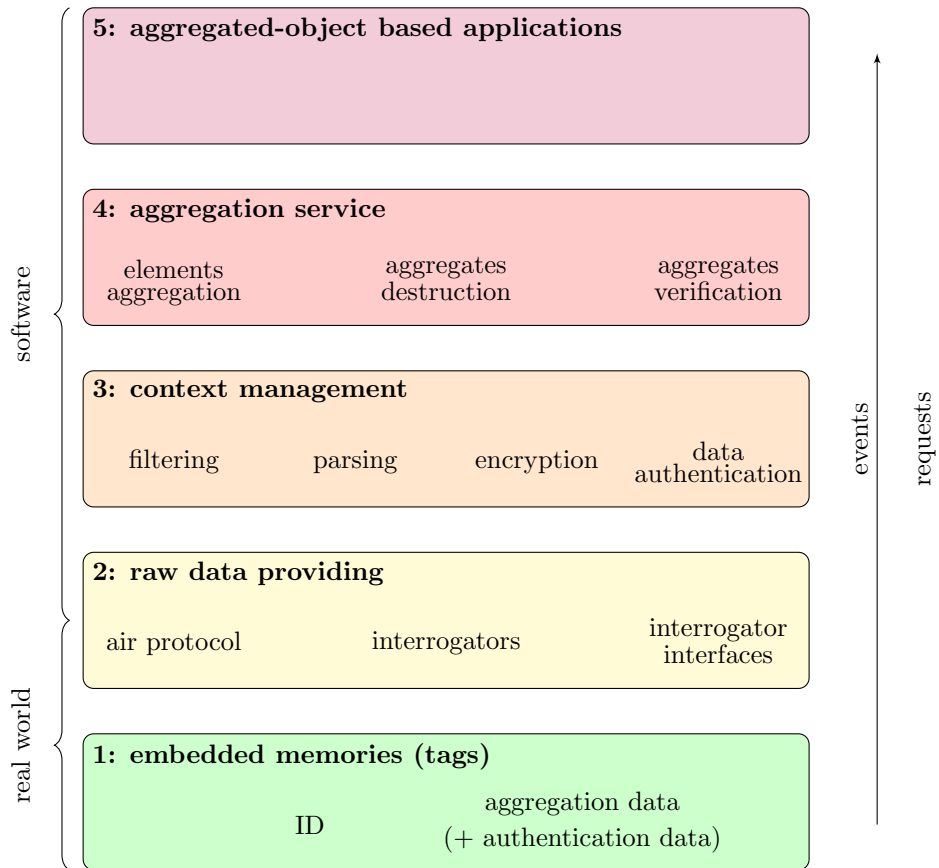 5: aggregated-object based applications
4: aggregation service
elements
aggregation
aggregates
destruction
aggregates
verification
3: context management
filtering
parsing
encryption
data
authentication
2: raw data providing
air protocol
interrogators
interrogator
interfaces
1: embedded memories (tags)
ID
aggregation data
(+ authentication data)
software
real world
events
requests